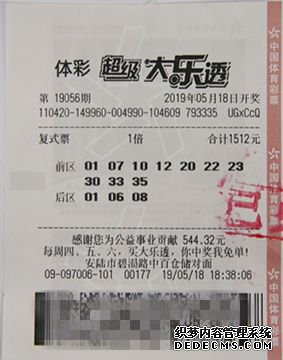 体彩 超级大乐透
第 19056期 2019年05月18日开奖
110420-149960-004990-104609 793335 UGxCcQ
复式票 1倍 合计1512元
前区 01 07 10 12 20 22 23
30 33 35
后区 01 06 08
感谢您为公益事业贡献 544.32元
每周四、五、六，买大乐透，你中奖我免单!
安陆市碧涢路中百仓储对面
09-097006-101 00177 19/05/18 18:38:06
中国体育彩票
中国体育彩票
织梦内容管理系统
DEDECMS.COM